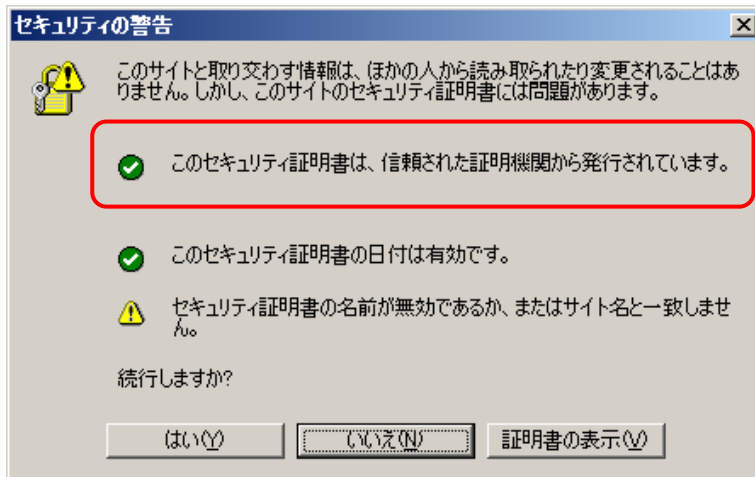 セキュリティの警告
このサイトと取り交わす情報は、ほかの人から読み取られたり変更されることはあ
りません。しかし、このサイトのセキュリティ証明書には問題があります。
このセキュリティ証明書は、信頼された証明機関から発行されています。
このセキュリティ証明書の日付は有効です。
セキュリティ証明書の名前が無効であるか、またはサイト名と一致しませ
ん。
続行しますか?
はい(Y) いいえ(N) 証明書の表示(V)